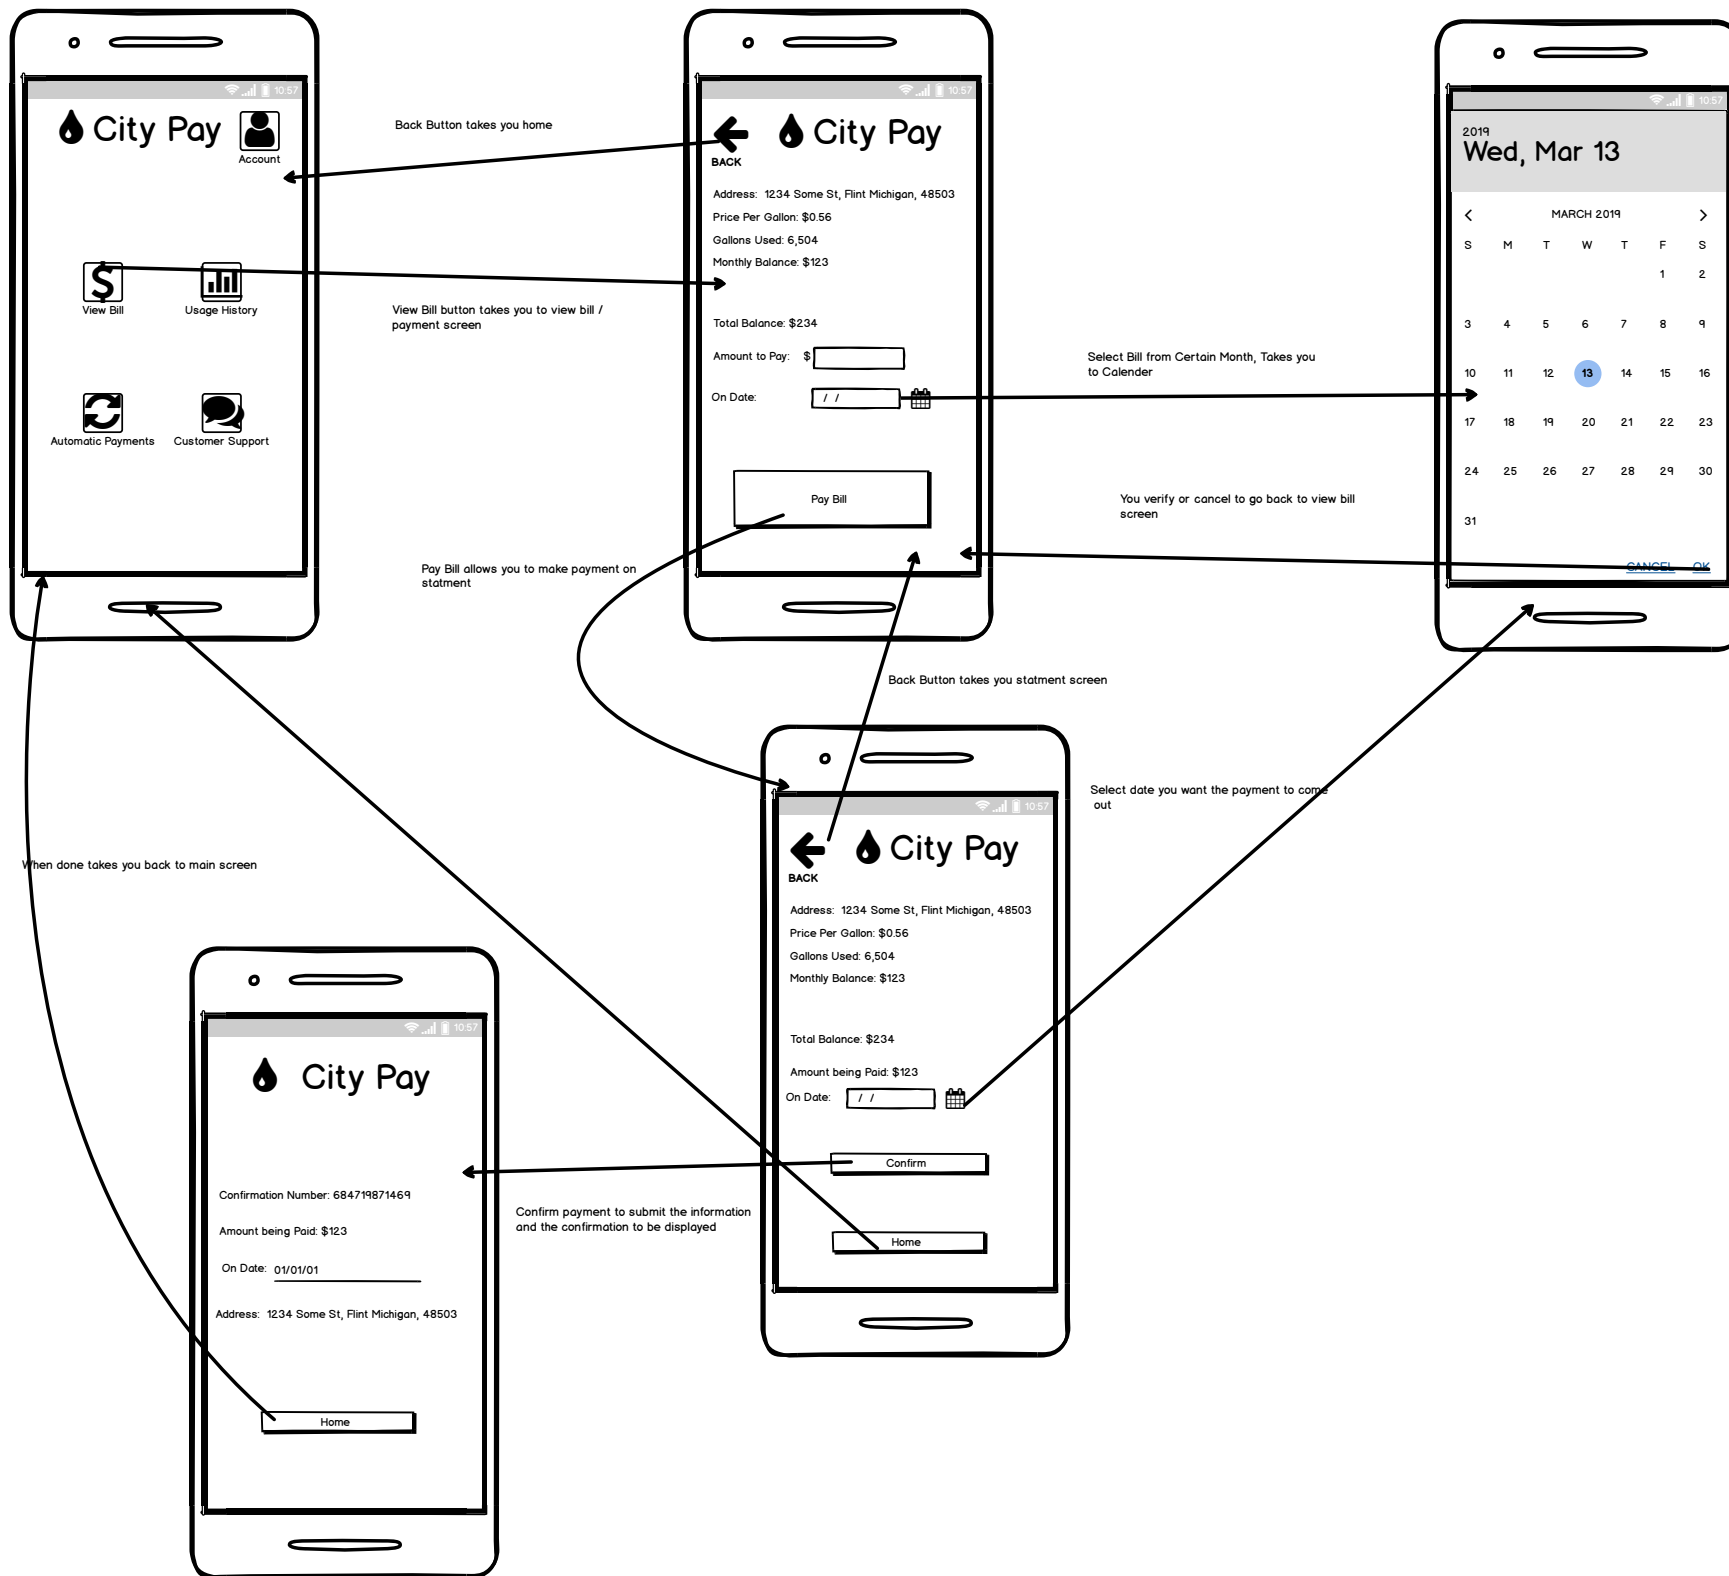 10:57
City Pay
Account
View Bill
Usage History
Automatic Payments
Customer Support
Back Button takes you home
View Bill button takes you to view bill /
payment screen
10:57
City Pay
BACK
Address: 1234 Some St, Flint Michigan, 48503
Price Per Gallon: $0.56
Gallons Used: 6,504
Monthly Balance: $123
Total Balance: $234
Amount to Pay: $
On Date: / /
Pay Bill
Select Bill from Certain Month, Takes you
to Calender
10:57
2019
Wed, Mar 13
MARCH 2019
S M T W T F S
1 2
3 4 5 6 7 8 9
10 11 12 13 14 15 16
17 18 19 20 21 22 23
24 25 26 27 28 29 30
31
CANCEL OK
You verify or cancel to go back to view bill
screen
Pay Bill allows you to make payment on
statment
Back Button takes you statment screen
Select date you want the payment to come
out
When done takes you back to main screen
10:57
City Pay
BACK
Address: 1234 Some St, Flint Michigan, 48503
Price Per Gallon: $0.56
Gallons Used: 6,504
Monthly Balance: $123
Total Balance: $234
Amount being Paid: $123
On Date: / /
Confirm
Home
Confirm payment to submit the information
and the confirmation to be displayed
10:57
City Pay
Confirmation Number: 684719871469
Amount being Paid: $123
On Date: 01/01/01
Address: 1234 Some St, Flint Michigan, 48503
Home